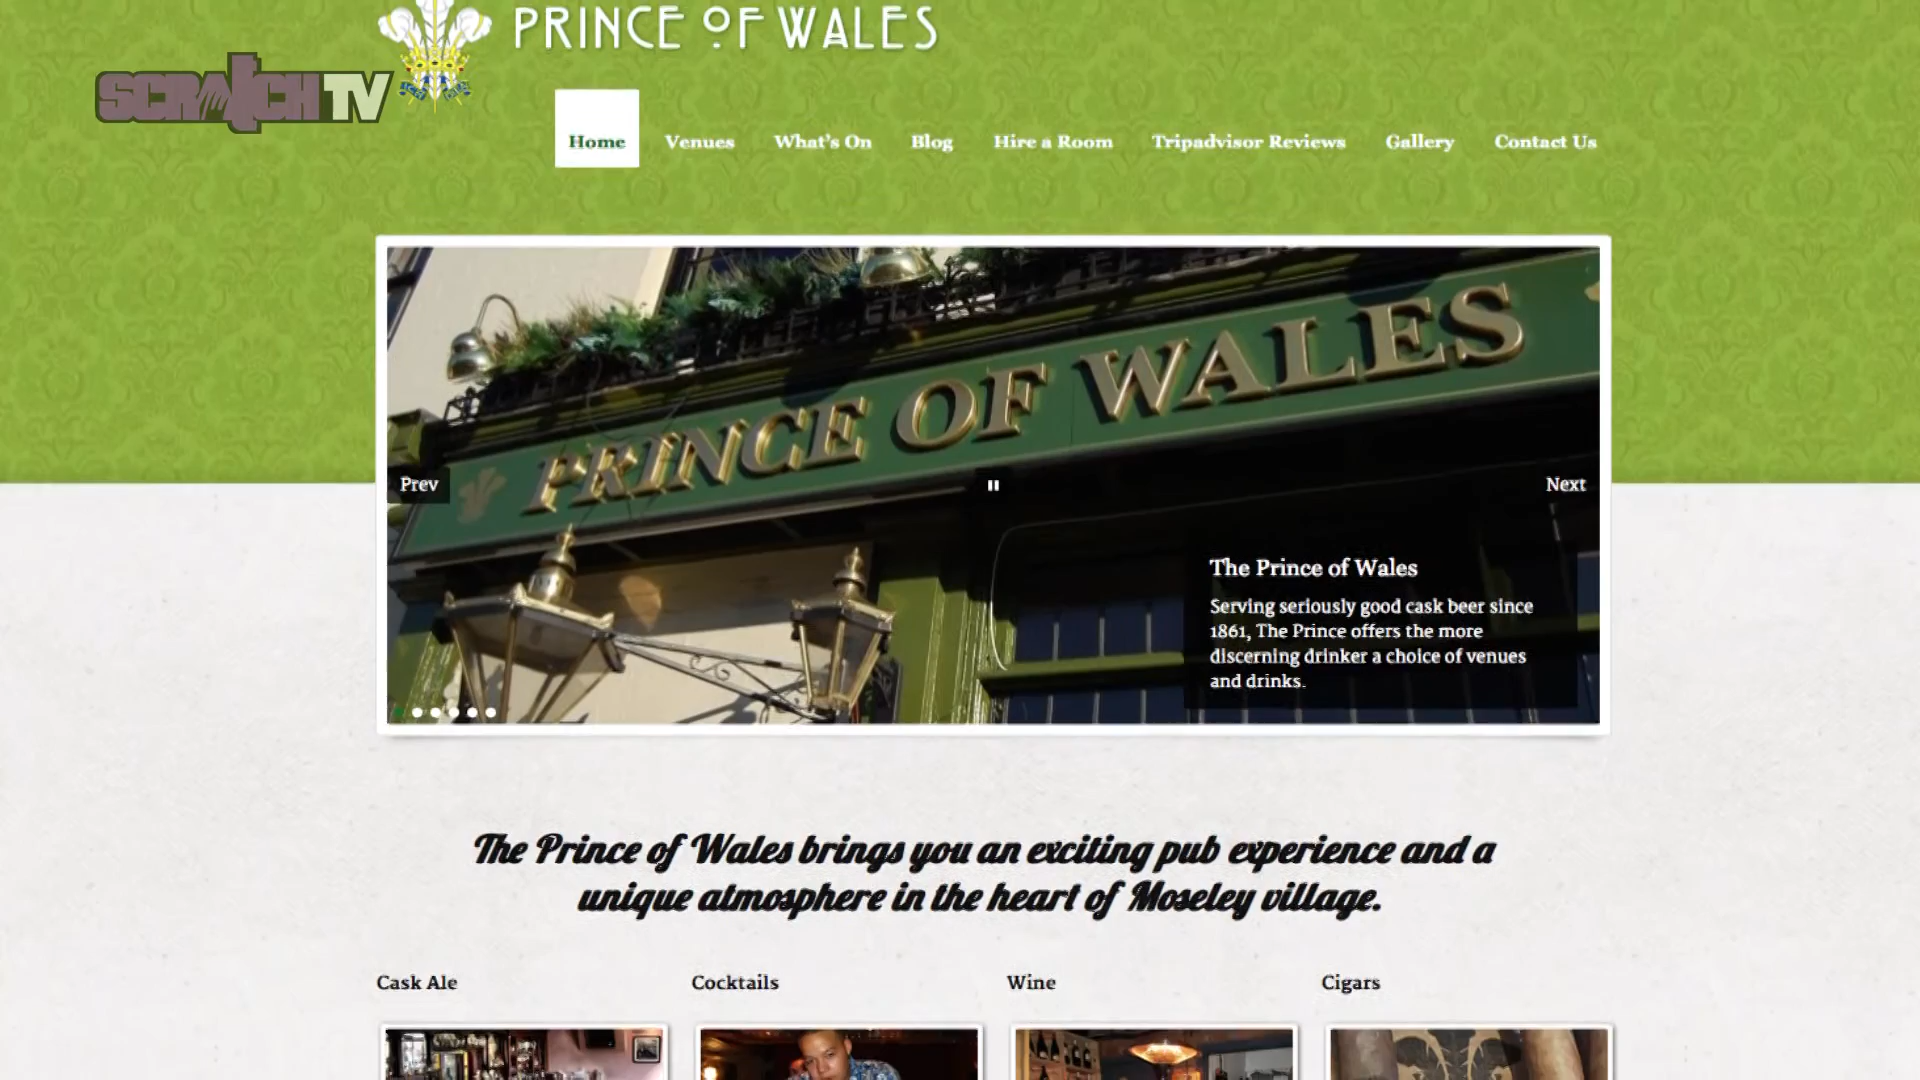 PRINCE OF WALES
SCRATCH TV
Home Venues What's On Blog Hire a Room Tripadvisor Reviews Gallery Contact Us
PRINCE OF WALES
Prev
Next
The Prince of Wales
Serving seriously good cask beer since
1861, The Prince offers the more
discerning drinker a choice of venues
and drinks.
The Prince of Wales brings you an exciting pub experience and a
unique atmosphere in the heart of Moseley village.
Cask Ale Cocktails Wine Cigars